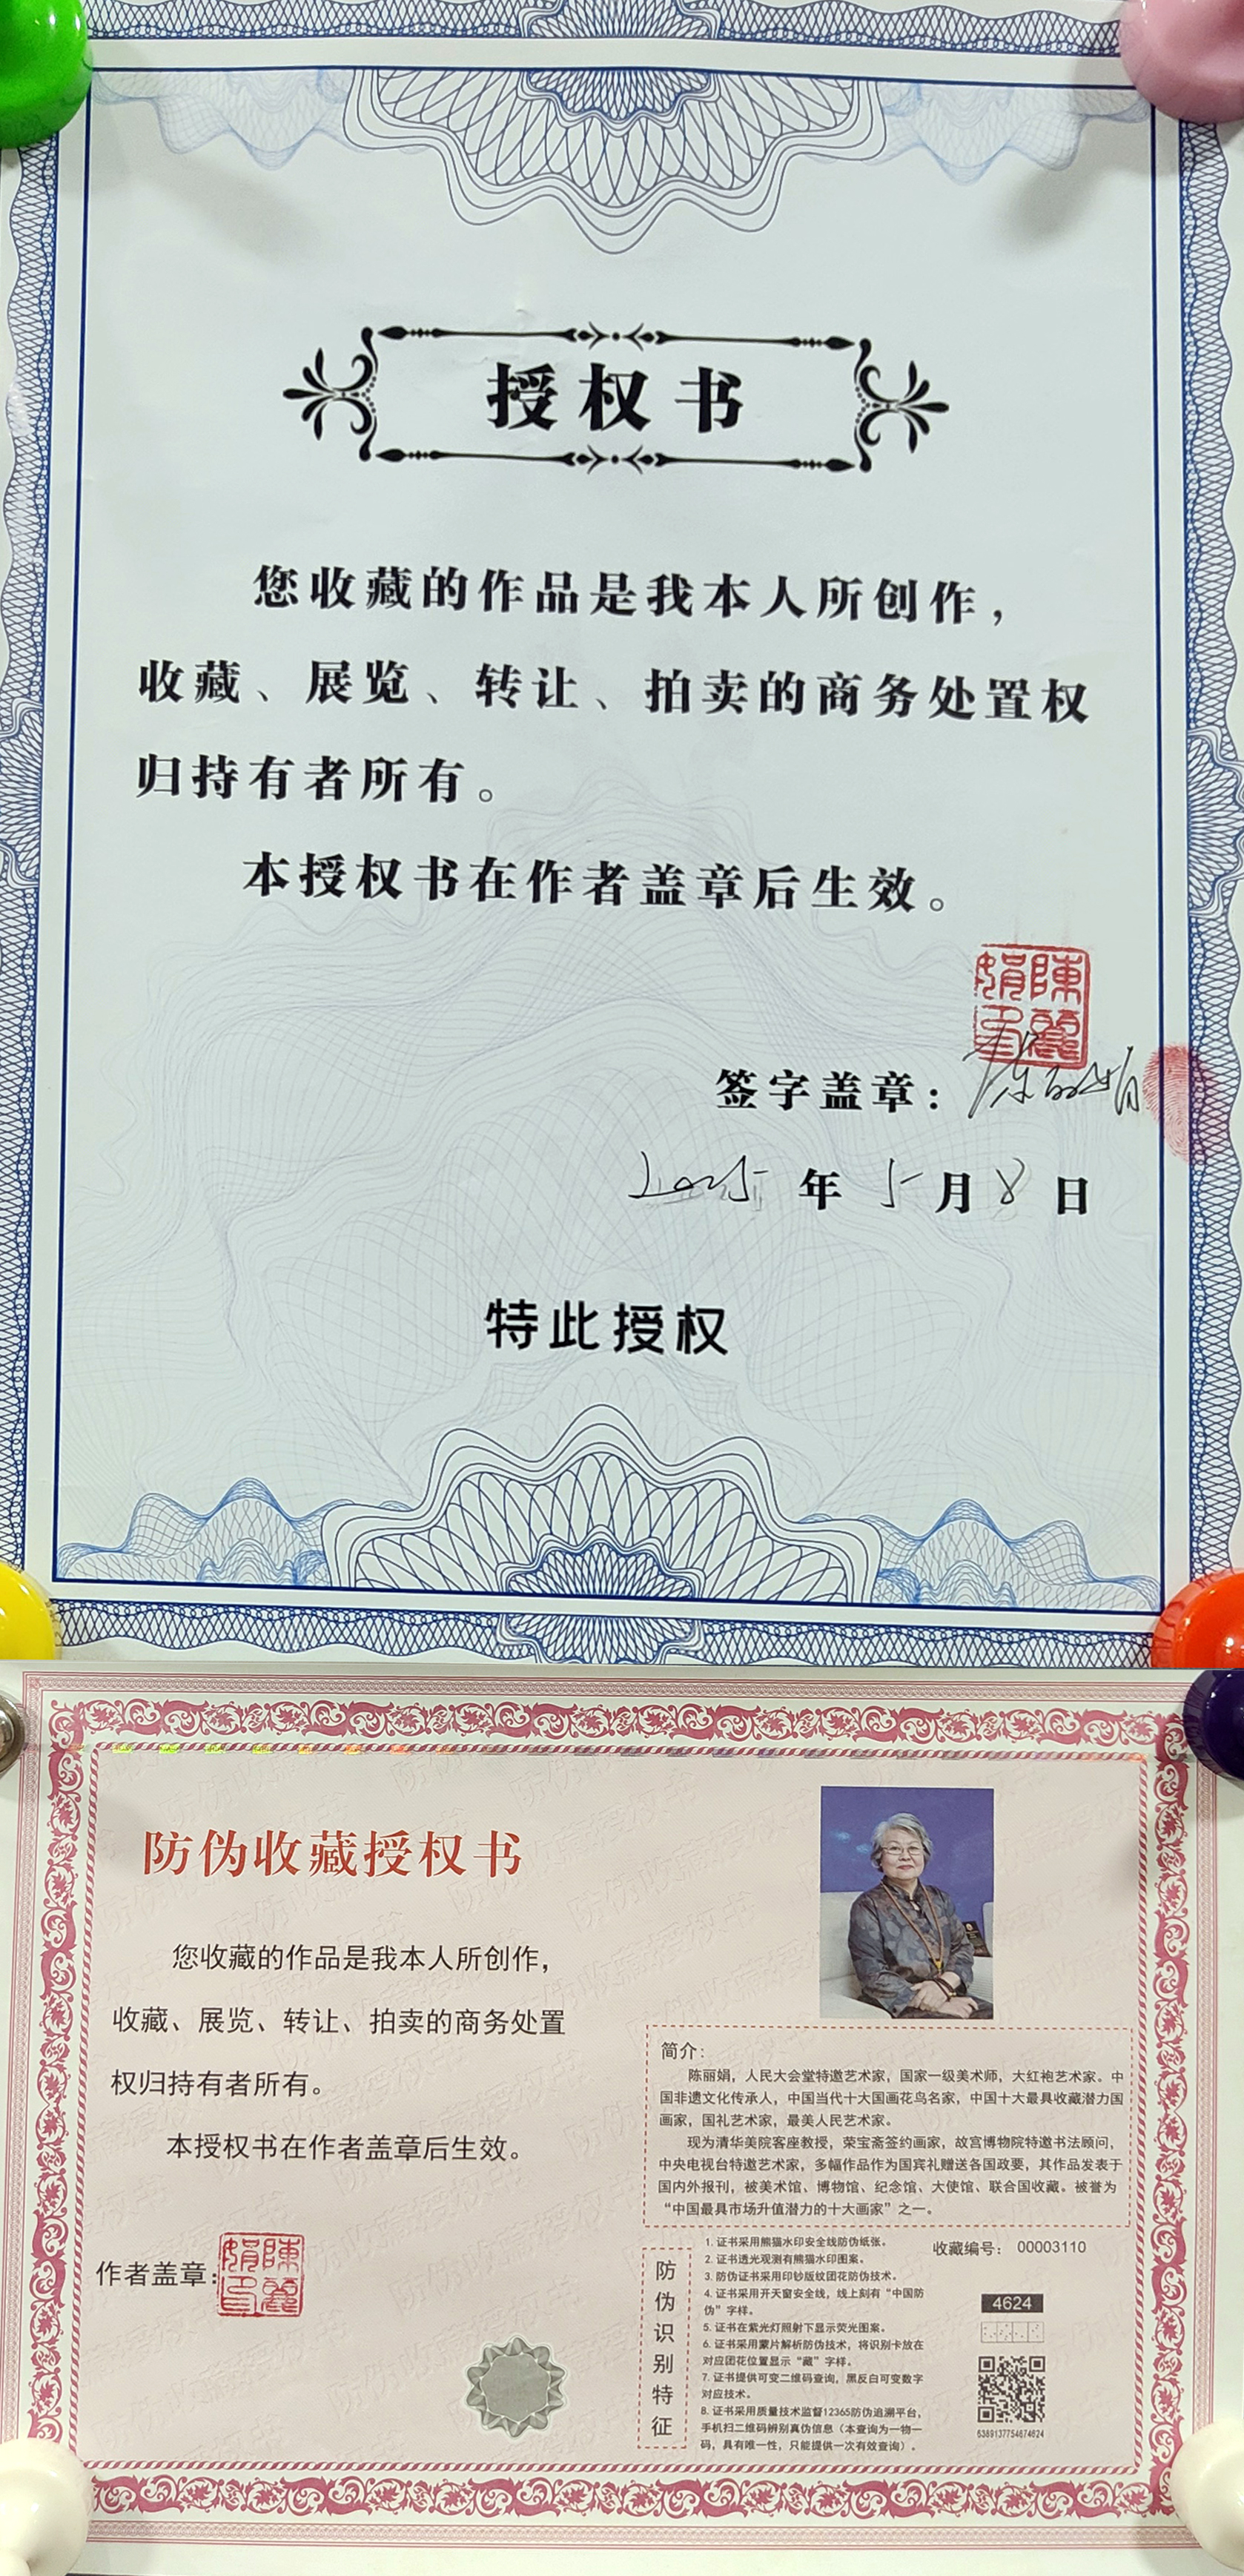 授权书
您收藏的作品是我本人所创作，
收藏、展览、转让、拍卖的商务处置权
归持有者所有。
本授权书在作者盖章后生效。
陳麗娟印
签字盖章：陈丽娟
2025年5月8日
特此授权
防伪收藏授权书
您收藏的作品是我本人所创作，
收藏、展览、转让、拍卖的商务处置
权归持有者所有。
本授权书在作者盖章后生效。
作者盖章：
陳麗娟印
简介：
陈丽娟，人民大会堂特邀艺术家，国家一级美术师，大红袍艺术家。中
国非遗文化传承人，中国当代十大国画花鸟名家，中国十大最具收藏潜力国
画家，国礼艺术家，最美人民艺术家。
现为清华美院客座教授，荣宝斋签约画家，故宫博物院特邀书法顾问，
中央电视台特邀艺术家，多幅作品作为国宾礼赠送各国政要，其作品发表于
国内外报刊，被美术馆、博物馆、纪念馆、大使馆、联合国收藏。被誉为
“中国最具市场升值潜力的十大画家”之一。
防伪识别特征
1. 证书采用熊猫水印安全线防伪纸张。
2. 证书透光观测有熊猫水印图案。
3. 防伪证书采用印钞版纹团花防伪技术。
4. 证书采用开天窗安全线，线上刻有“中国防
伪”字样。
5. 证书在紫光灯照射下显示荧光图案。
6. 证书采用蒙片解析防伪技术，将识别卡放在
对应团花位置显示“藏”字样。
7. 证书提供可变二维码查询，黑反白可变数字
对应技术。
8. 证书采用质量技术监督12365防伪追溯平台，
手机扫二维码辨别真伪信息（本查询为一物一
码，具有唯一性，只能提供一次有效查询）。
收藏编号： 00003110
4624
6389137754674624